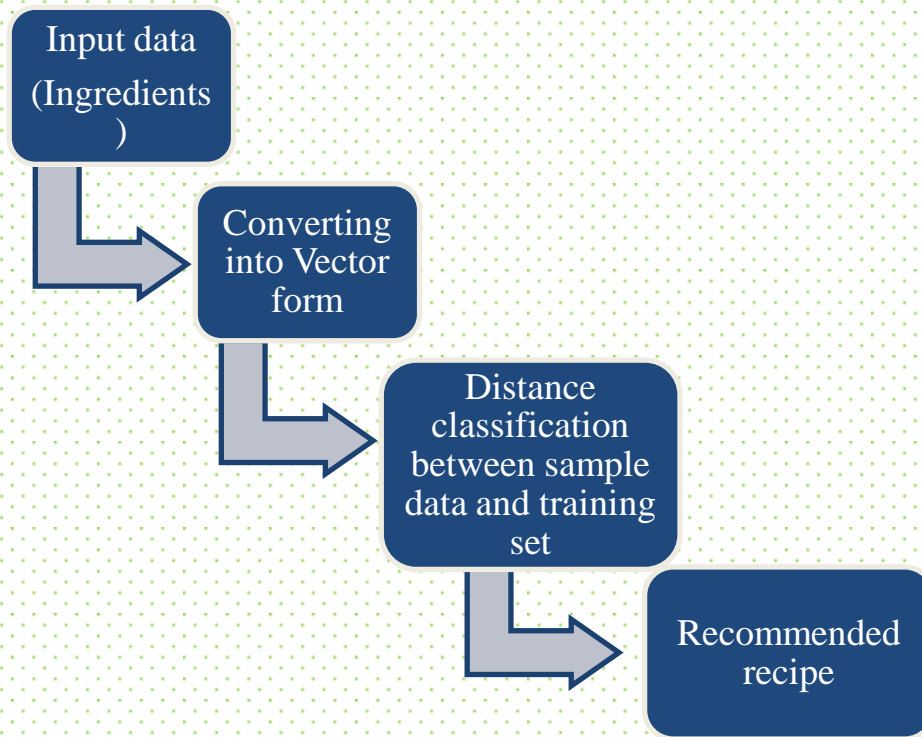 Input data
(Ingredients
)
Converting
into Vector
form
Distance
classification
between sample
data and training
set
Recommended
recipe